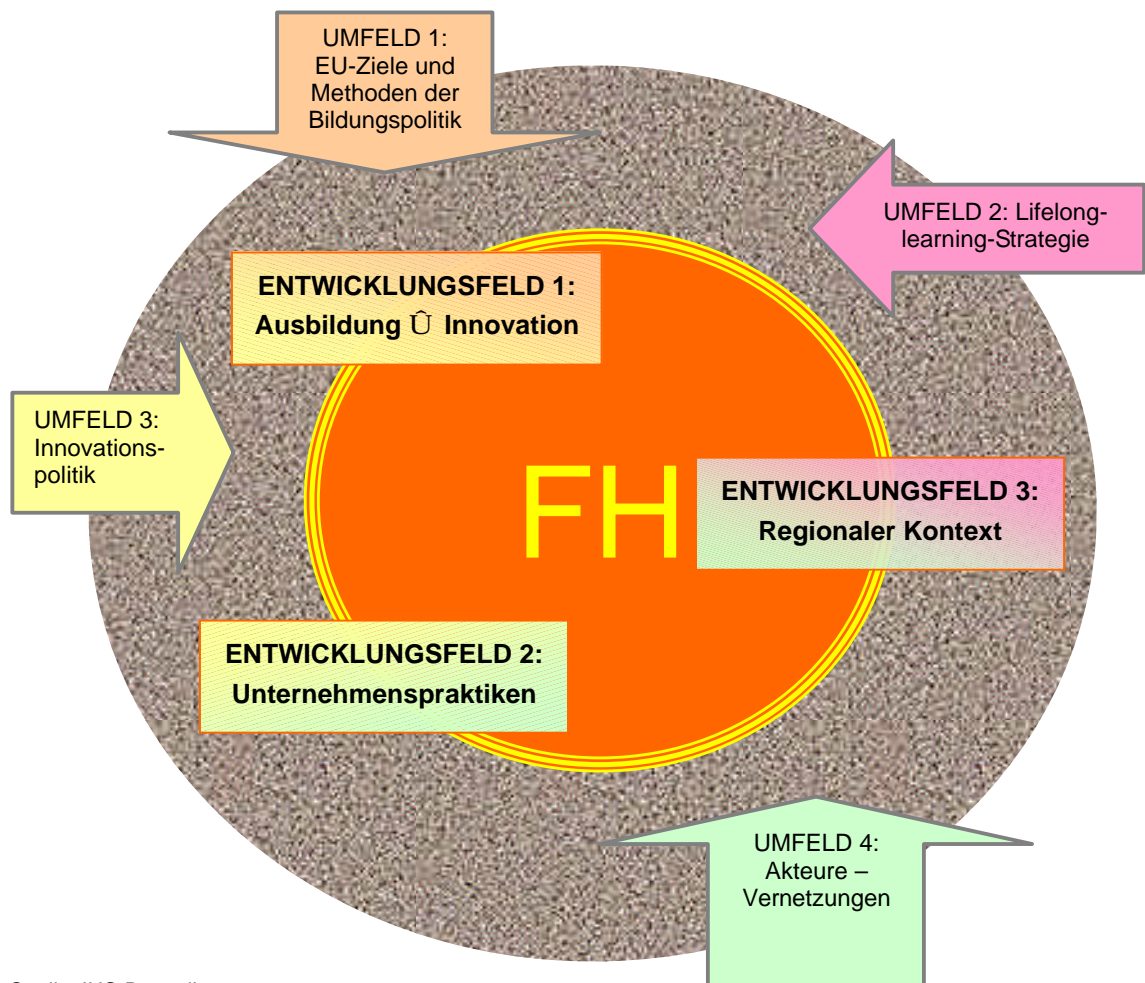 UMFELD 1:
EU-Ziele und
Methoden der
Bildungspolitik
UMFELD 2: Lifelong-
learning-Strategie
ENTWICKLUNGSFELD 1:
Ausbildung Û Innovation
UMFELD 3:
Innovations-
politik
FH
ENTWICKLUNGSFELD 3:
Regionaler Kontext
ENTWICKLUNGSFELD 2:
Unternehmenspraktiken
UMFELD 4:
Akteure –
Vernetzungen